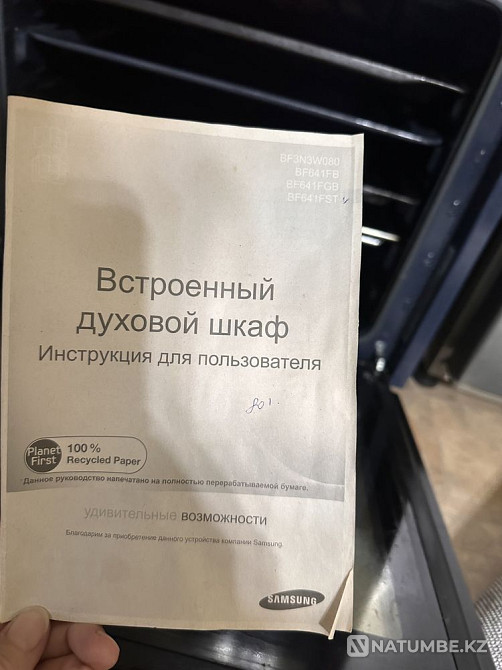 BF3N3W080
BF641FB
BF641FGB
BF641FST
Встроенный
духовой шкаф
Инструкция для пользователя
Planet
First
100 %
Recycled Paper
Данное руководство напечатано на полностью перерабатываемой бумаге.
удивительные возможности
Благодарим за приобретение данного устройства компании Samsung.
SAMSUNG
NATUMBE.KZ